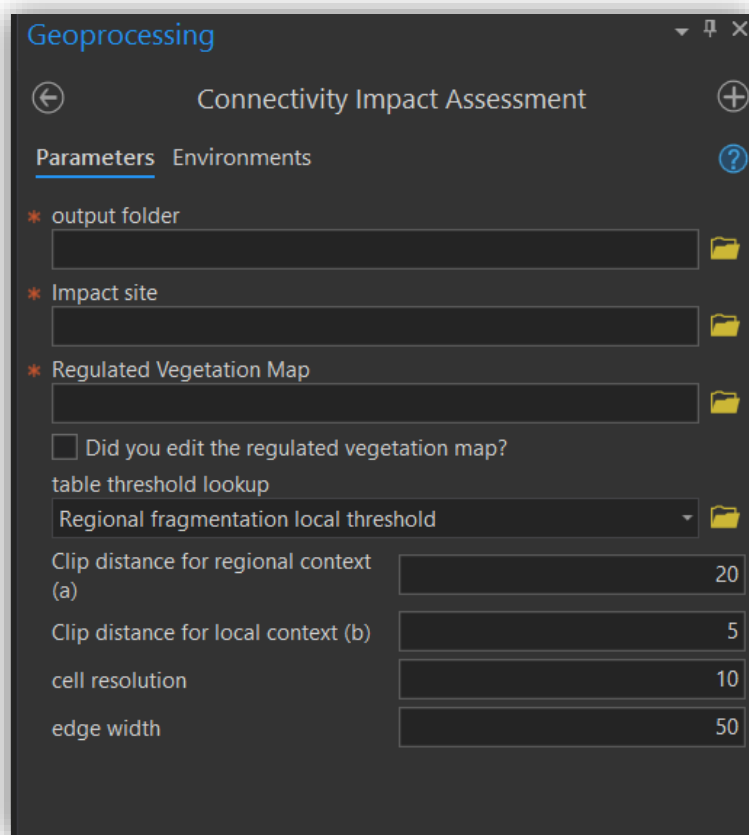 Geoprocessing
Connectivity Impact Assessment
Parameters Environments
* output folder
* Impact site
* Regulated Vegetation Map
Did you edit the regulated vegetation map?
table threshold lookup
Regional fragmentation local threshold
Clip distance for regional context
(a)
20
Clip distance for local context (b) 5
cell resolution 10
edge width 50